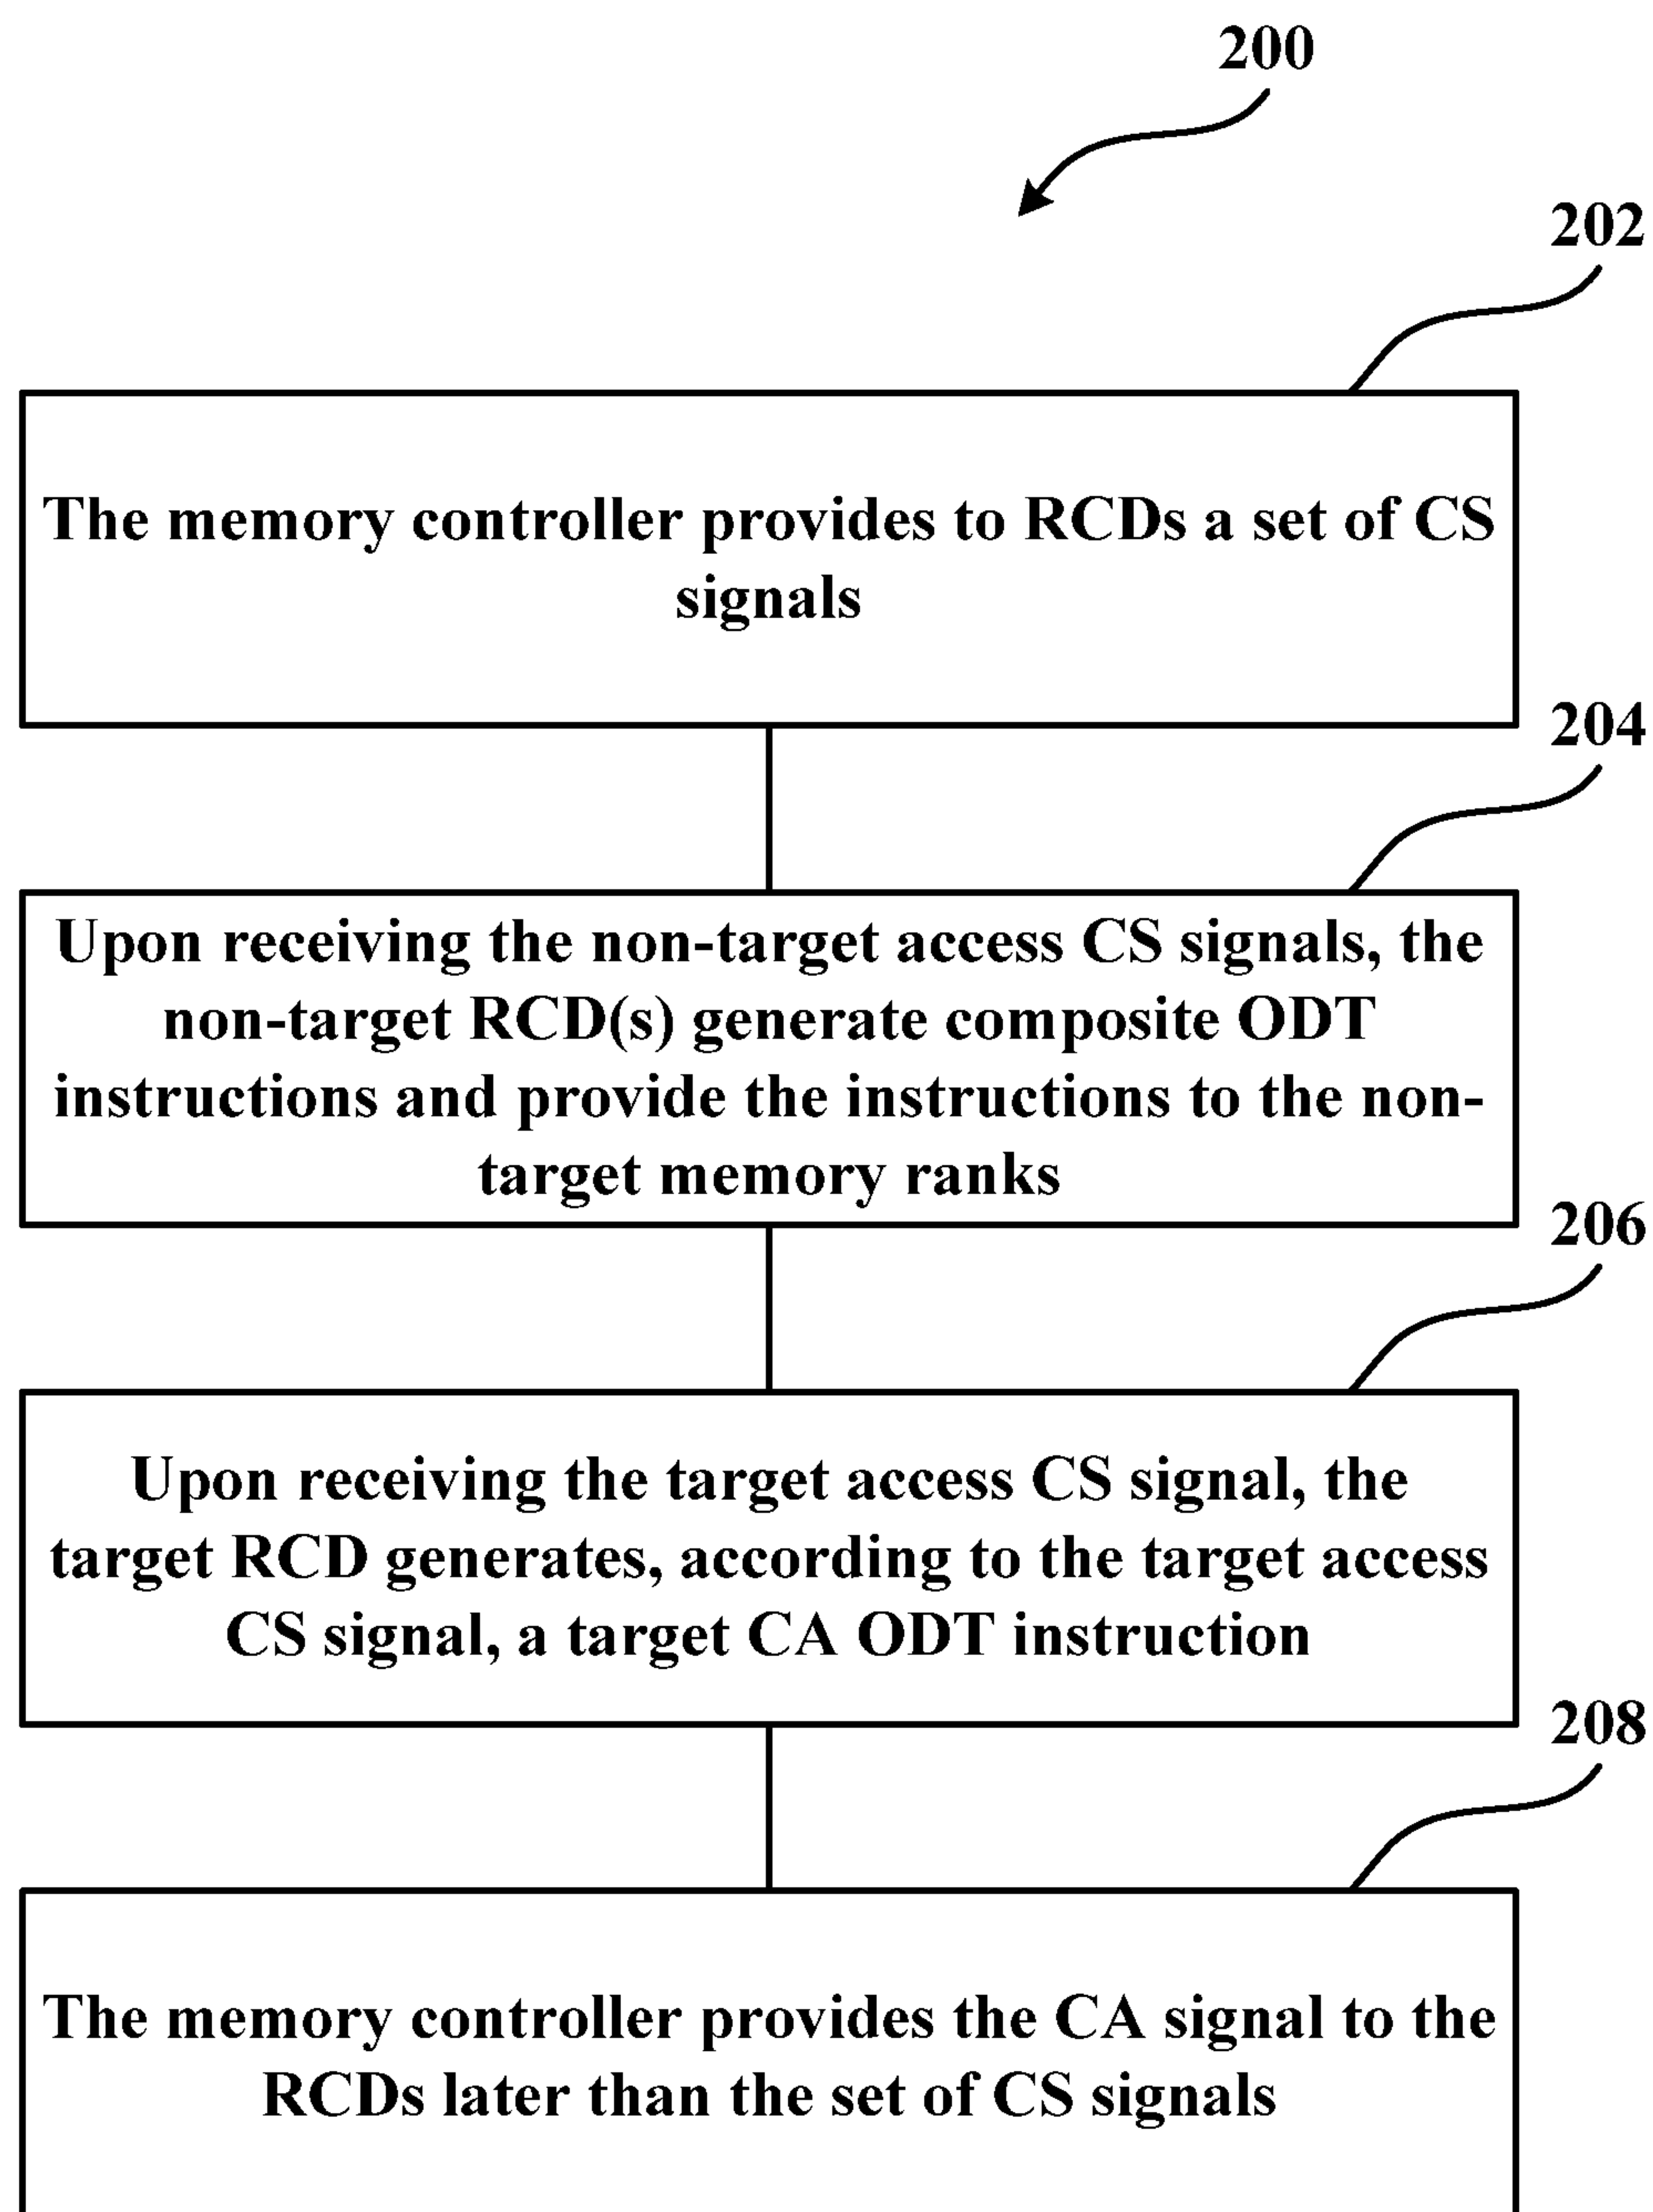 200
202
The memory controller provides to RCDs a set of CS
signals
204
Upon receiving the non-target access CS signals, the
non-target RCD(s) generate composite ODT
instructions and provide the instructions to the non-
target memory ranks
206
Upon receiving the target access CS signal, the
target RCD generates, according to the target access
CS signal, a target CA ODT instruction
208
The memory controller provides the CA signal to the
RCDs later than the set of CS signals